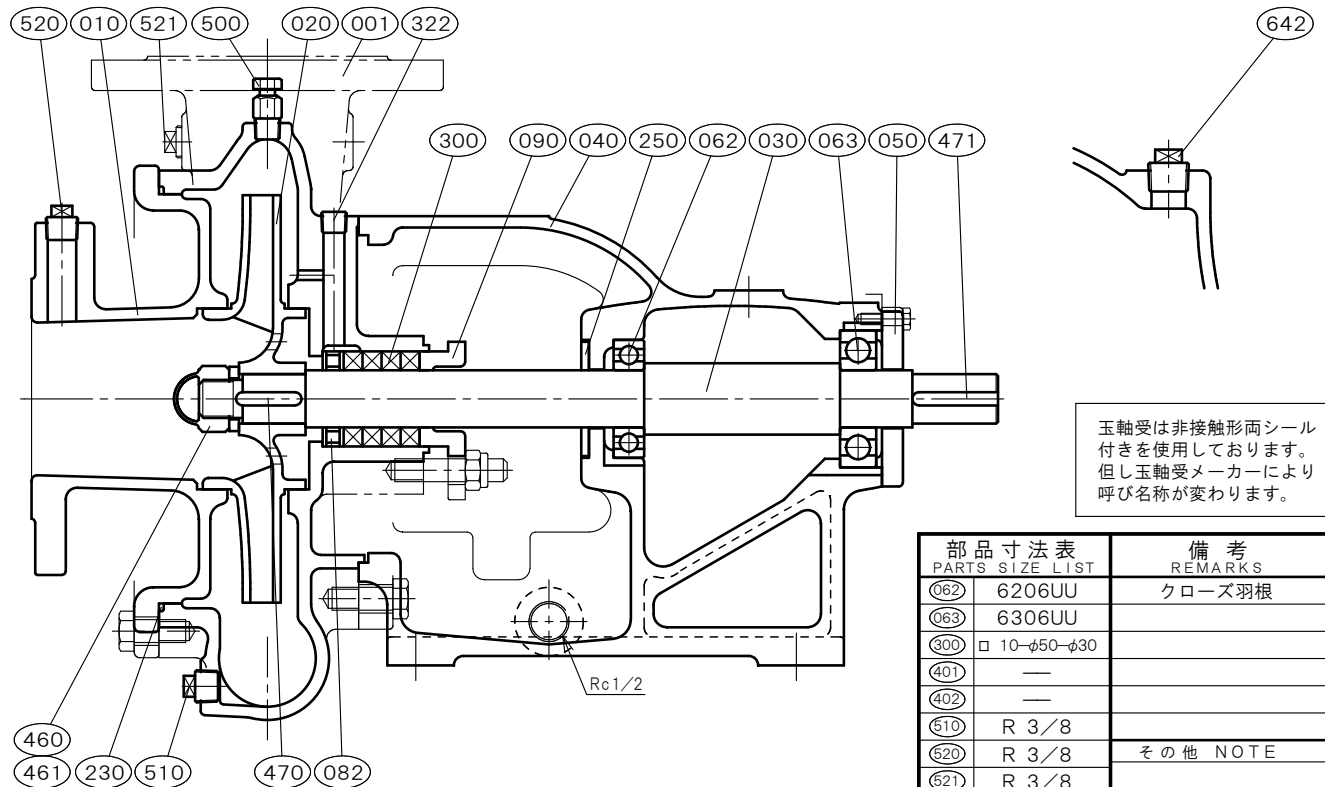 520 010 521 500 020 001 322 642
300 090 040 250 062 030 063 050 471
玉軸受は非接触形両シール
付きを使用しております。
但し玉軸受メーカーにより
呼び名称が変わります。
Rc1/2
460
461 230 510 470 082
部品寸法表 備考
PARTS SIZE LIST REMARKS
062 6206UU クローズ羽根
063 6306UU
300 □ 10-φ50-φ30
401 —
402 —
510 R 3/8
520 R 3/8 その他 NOTE
521 R 3/8